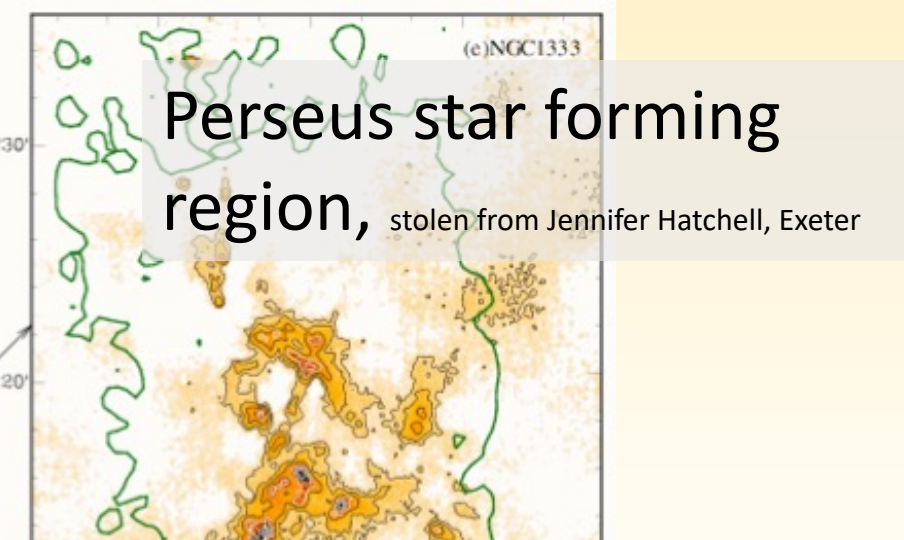 (e)NGC1333
Perseus star forming
region, stolen from Jennifer Hatchell, Exeter
30'
20'